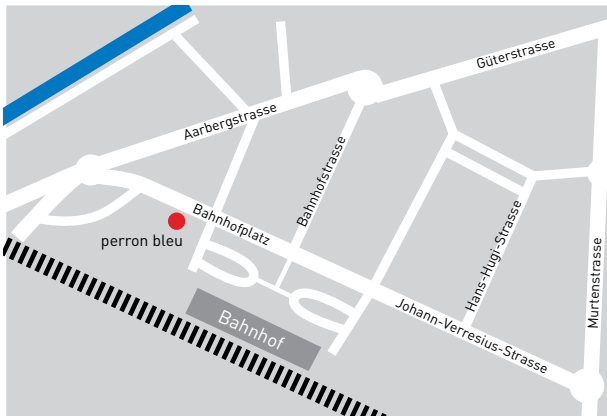 Güterstrasse
Aarbergstrasse
Bahnhofstrasse
Bahnhofplatz
perron bleu
Hans-Hugi-Strasse
Murtenstrasse
Bahnhof
Johann-Verresius-Strasse